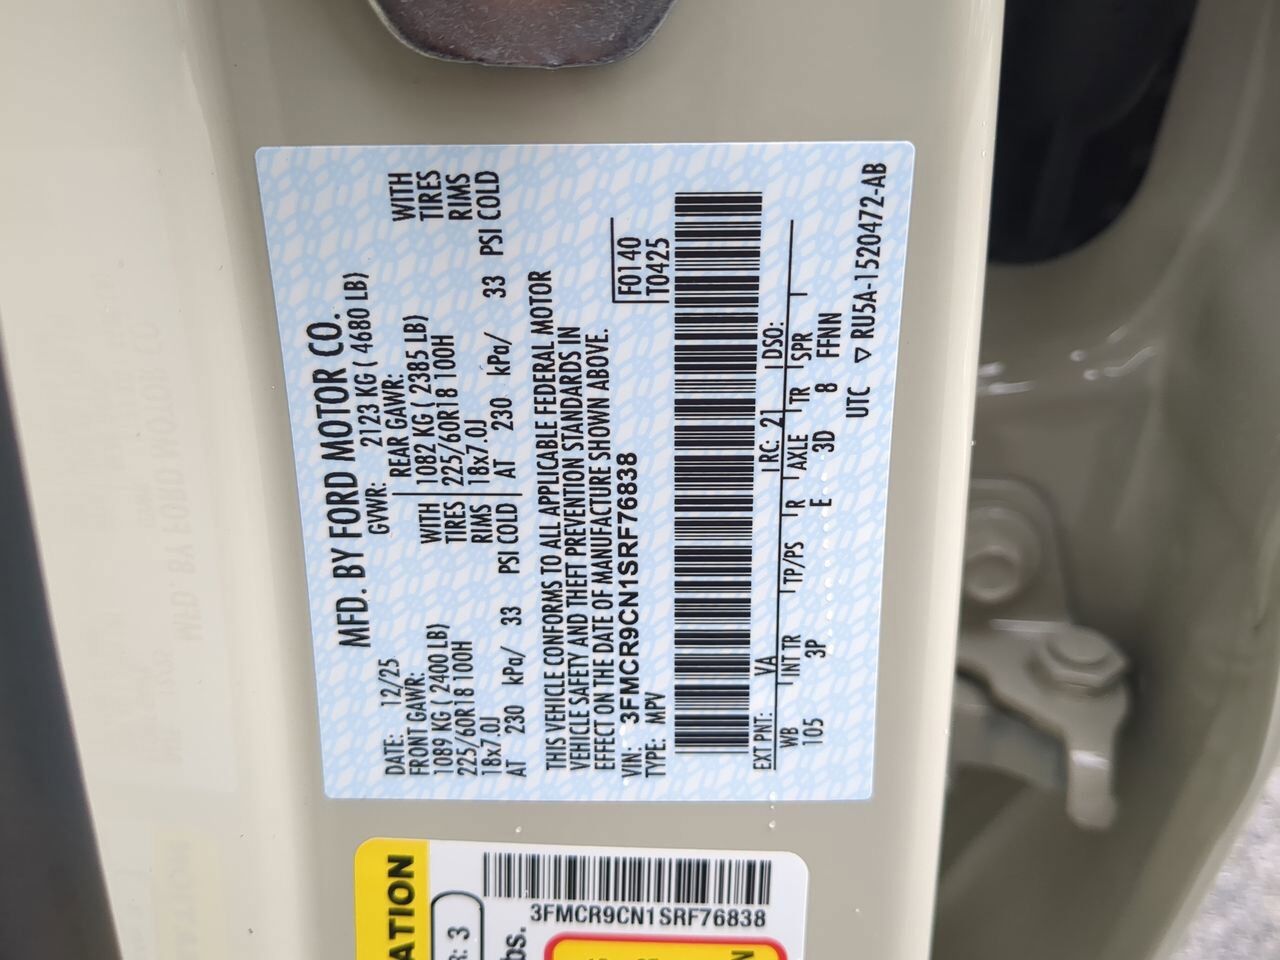 MFD. BY FORD MOTOR CO.
DATE: 12/25 GVWR: 2123 KG ( 4680 LB)
FRONT GAWR: REAR GAWR:
1089 KG ( 2400 LB) WITH 1082 KG ( 2385 LB) WITH
225/60R18 100H TIRES 225/60R18 100H TIRES
18x7.0J RIMS 18x7.0J RIMS
AT 230 kPa/ 33 PSI COLD AT 230 kPa/ 33 PSI COLD
THIS VEHICLE CONFORMS TO ALL APPLICABLE FEDERAL MOTOR
VEHICLE SAFETY AND THEFT PREVENTION STANDARDS IN
EFFECT ON THE DATE OF MANUFACTURE SHOWN ABOVE.
VIN: 3FMCR9CN1SRF76838 F0140
TYPE: MPV T0425
EXT PNT: VA RC: 21 DSO:
WB INT TR TP/PS R AXLE TR SPR
105 3P E 3D 8 FFNN
UTC ▽ RU5A-1520472-AB
ATION
R: 3
bs.
3FMCR9CN1SRF76838